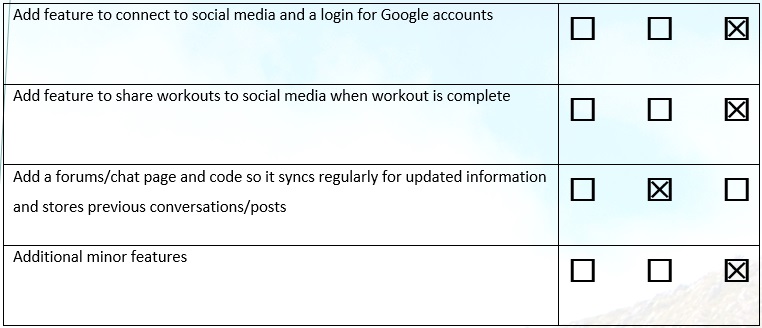 Add feature to connect to social media and a login for Google accounts
Add feature to share workouts to social media when workout is complete
Add a forums/chat page and code so it syncs regularly for updated information
and stores previous conversations/posts
Additional minor features